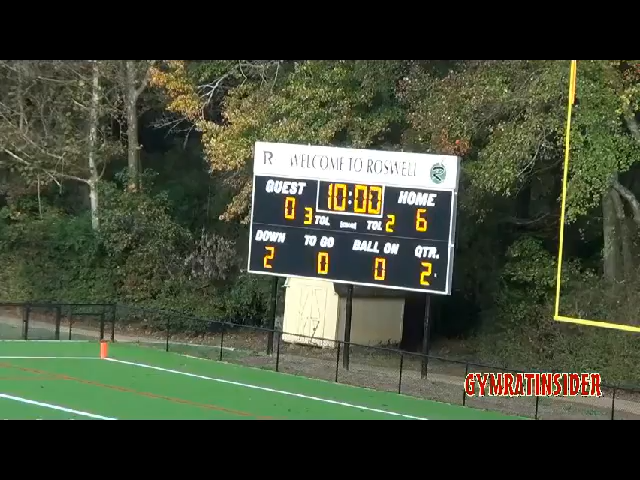 R WELCOME TO ROSWELL
GUEST 10:00 HOME
0 3 TOL TOL 2 6
DOWN TO GO BALL ON QTR.
2 0 0 2
GYMRATINSIDER